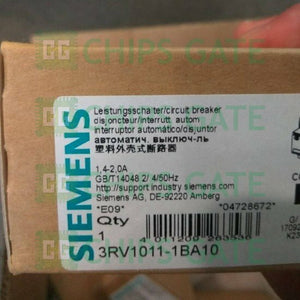 CHIPS GATE
SIEMENS
Leistungsschalter/circuit breaker
disjoncteur/interrutt. autom
interruptor automático/disjuntor
автоматич. выключ-ль
塑料外壳式断路器
1,4-2,0A
GB/T14048.2/ 4/50Hz
http://support.industry.siemens.com
Siemens AG, DE-92220 Amberg
*E09*
*04728672*
Qty
1
3RV1011-1BA10
G/
1709
K23